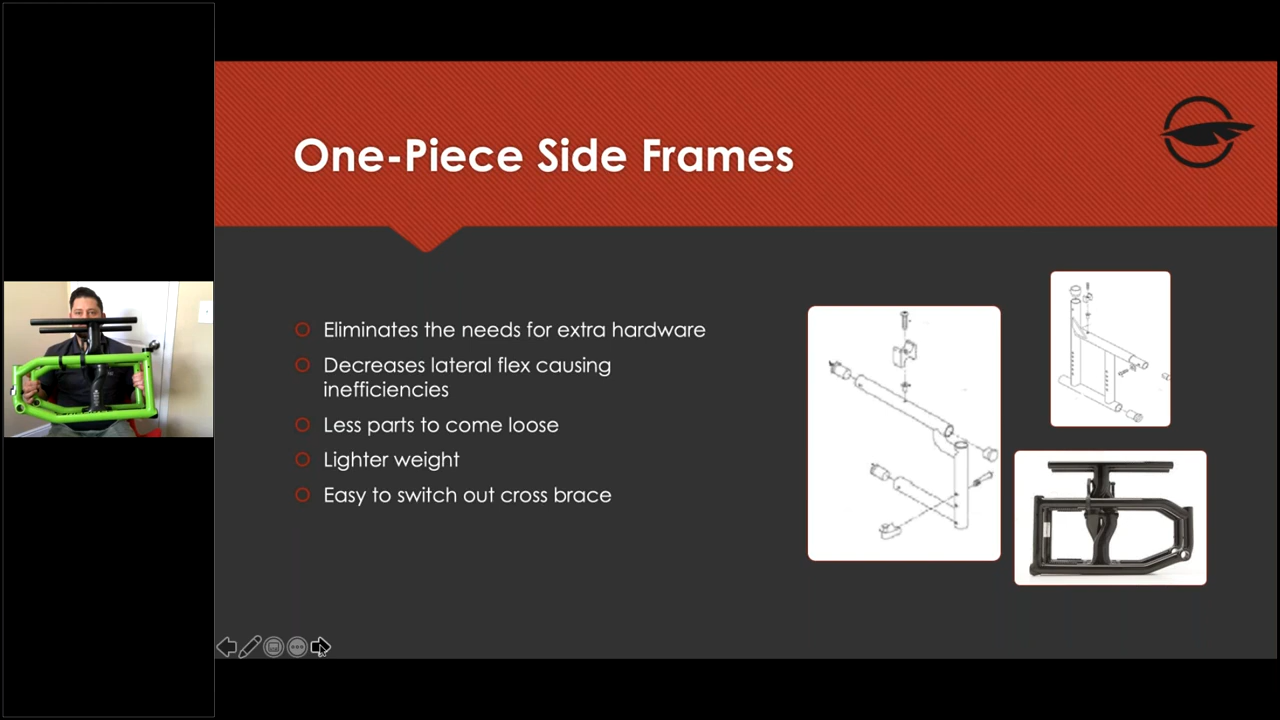 One-Piece Side Frames
Eliminates the needs for extra hardware
Decreases lateral flex causing
inefficiencies
Less parts to come loose
Lighter weight
Easy to switch out cross brace